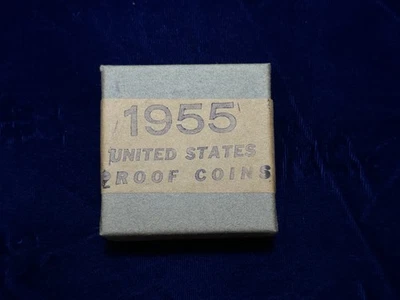 1955
UNITED STATES
PROOF COINS